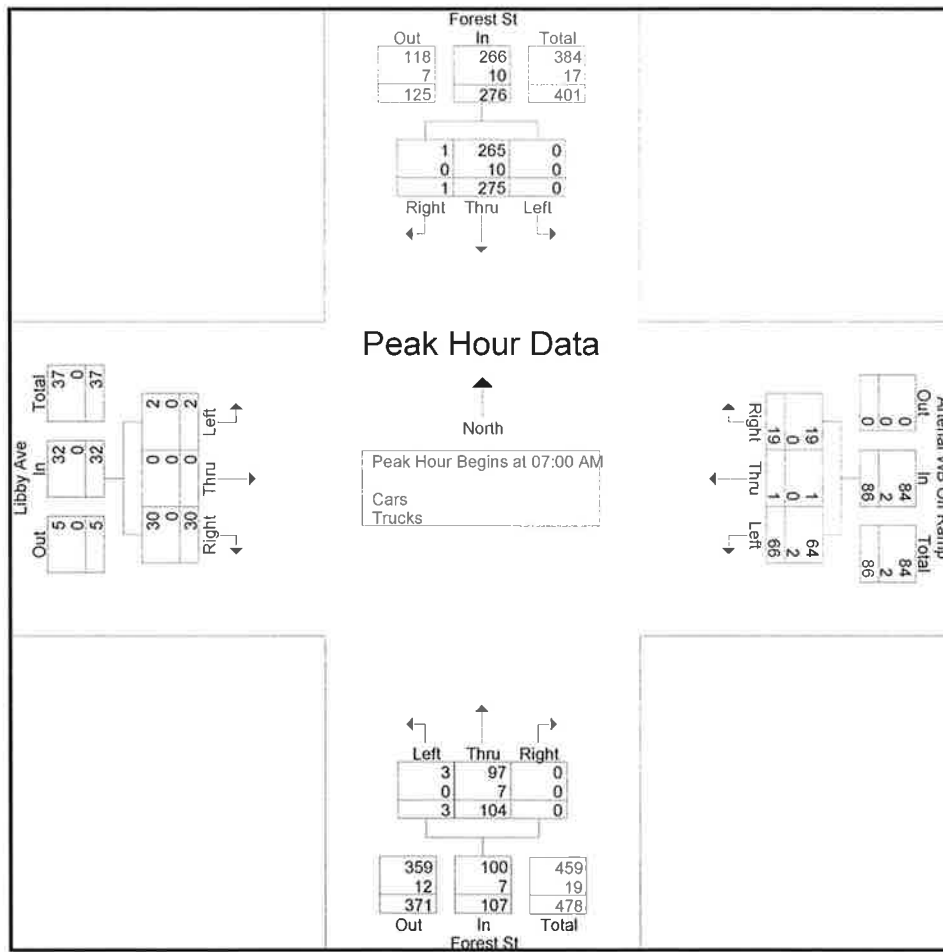 Forest St
Out In Total
118 266 384
7 10 17
125 276 401
1 265 0
0 10 0
1 275 0
Right Thru Left
Peak Hour Data
North
Peak Hour Begins at 07:00 AM
Cars
Trucks
Libby Ave
Total In Out
37 32 5
0 0 0
37 32 5
2 0 30
0 0 0
2 0 30
Left Thru Right
Right Thru Left
19 1 64
0 0 2
19 1 66
WB
Out In Total
0 84 84
0 2 2
0 86 86
Left Thru Right
3 97 0
0 7 0
3 104 0
359 100 459
12 7 19
371 107 478
Out In Total
Forest St